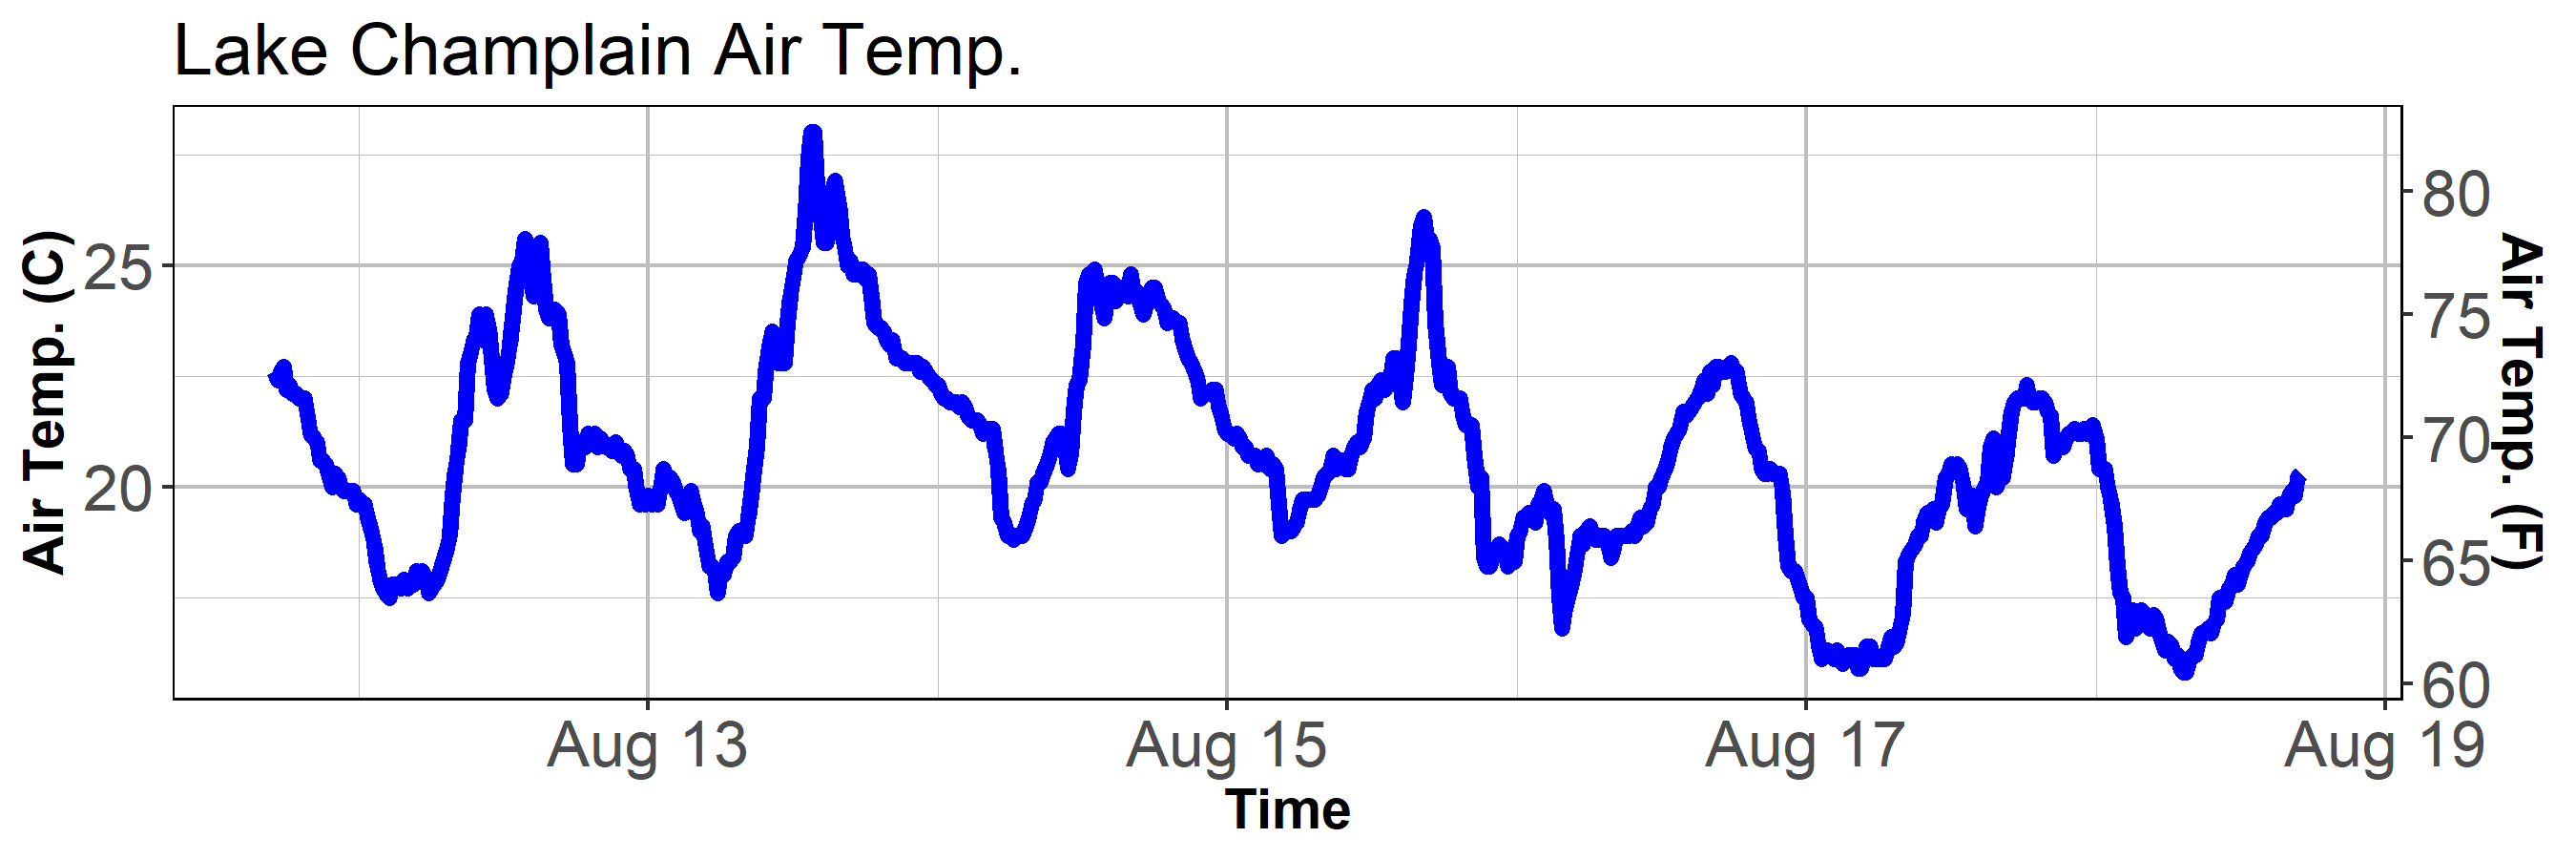 Lake Champlain Air Temp.
Air Temp. (C)
25
20
80
75
70
65
60
Air Temp. (F)
Aug 13
Aug 15
Aug 17
Aug 19
Time